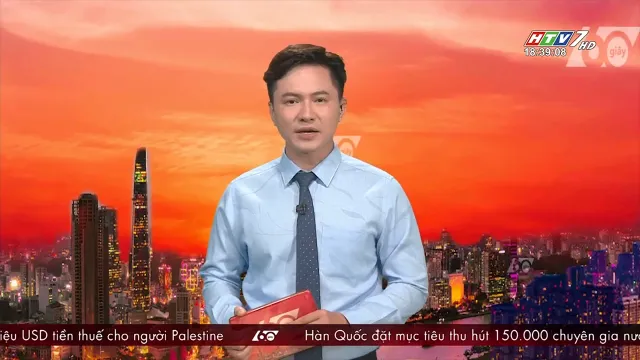 HTV7 HD
18:39:08
60 giây
iệu USD tiền thuế cho người Palestine 60 Hàn Quốc đặt mục tiêu thu hút 150.000 chuyên gia nư